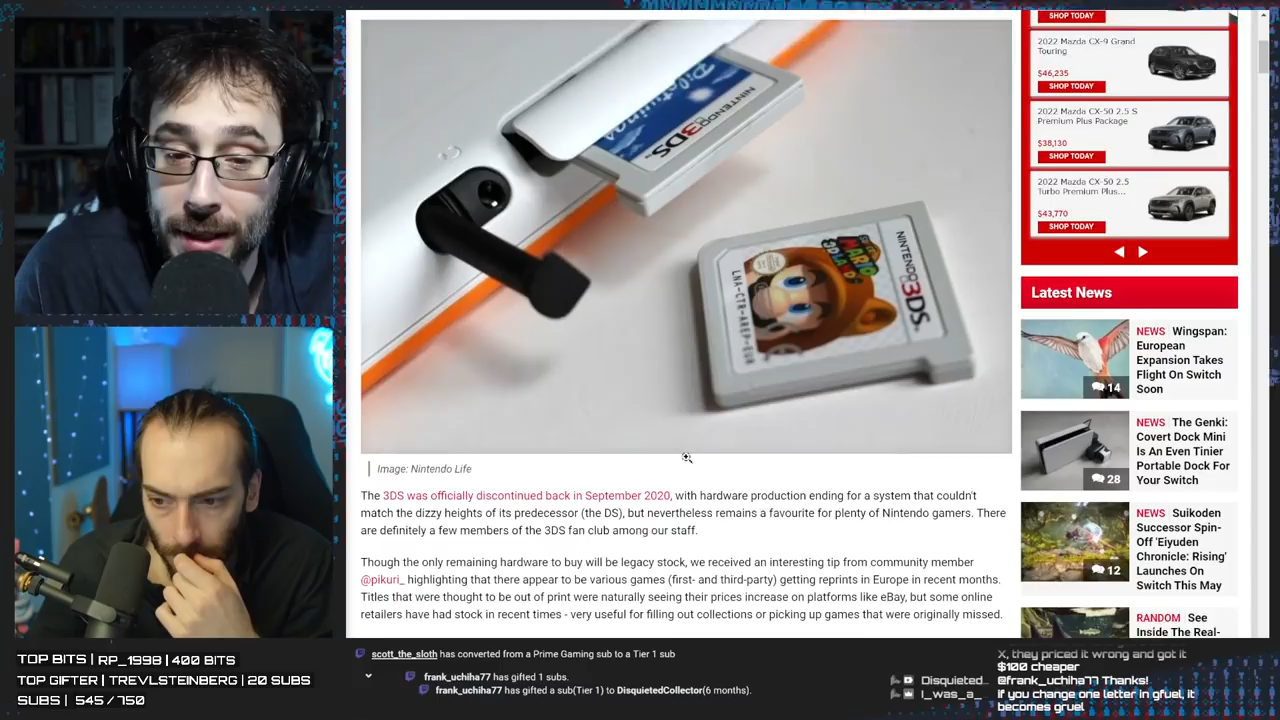 SHOP TODAY
2022 Mazda CX-9 Grand
Touring
$46,235
SHOP TODAY
2022 Mazda CX-50 2.5 S
Premium Plus Package
$38,130
SHOP TODAY
2022 Mazda CX-50 2.5
Turbo Premium Plus...
$43,770
SHOP TODAY
Pilotwings
NINTENDO 3DS
SUPER MARIO 3D LAND
NINTENDO 3DS
LNA-CTR-AREP-EUR
Image: Nintendo Life
The 3DS was officially discontinued back in September 2020, with hardware production ending for a system that couldn't
match the dizzy heights of its predecessor (the DS), but nevertheless remains a favourite for plenty of Nintendo gamers. There
are definitely a few members of the 3DS fan club among our staff.
Though the only remaining hardware to buy will be legacy stock, we received an interesting tip from community member
@pikuri_ highlighting that there appear to be various games (first- and third-party) getting reprints in Europe in recent months.
Titles that were thought to be out of print were naturally seeing their prices increase on platforms like eBay, but some online
retailers have had stock in recent times - very useful for filling out collections or picking up games that were originally missed.
Latest News
NEWS Wingspan:
European
Expansion Takes
Flight On Switch
Soon
14
NEWS The Genki:
Covert Dock Mini
Is An Even Tinier
Portable Dock For
Your Switch
28
NEWS Suikoden
Successor Spin-
Off 'Eiyuden
Chronicle: Rising'
Launches On
Switch This May
12
RANDOM See
Inside The Real-
TOP BITS | RP_1998 | 400 BITS
TOP GIFTER | TREVLSTEINBERG | 20 SUBS
SUBS | 545 / 750
scott_the_sloth has converted from a Prime Gaming sub to a Tier 1 sub
frank_uchiha77 has gifted 1 subs.
frank_uchiha77 has gifted a sub(Tier 1) to DisquietedCollector(6 months).
X, they priced it wrong and got it
$100 cheaper
Disquieted... @frank_uchiha77 Thanks!
I_was_a_ if you change one letter in gfuel, it
becomes gruel